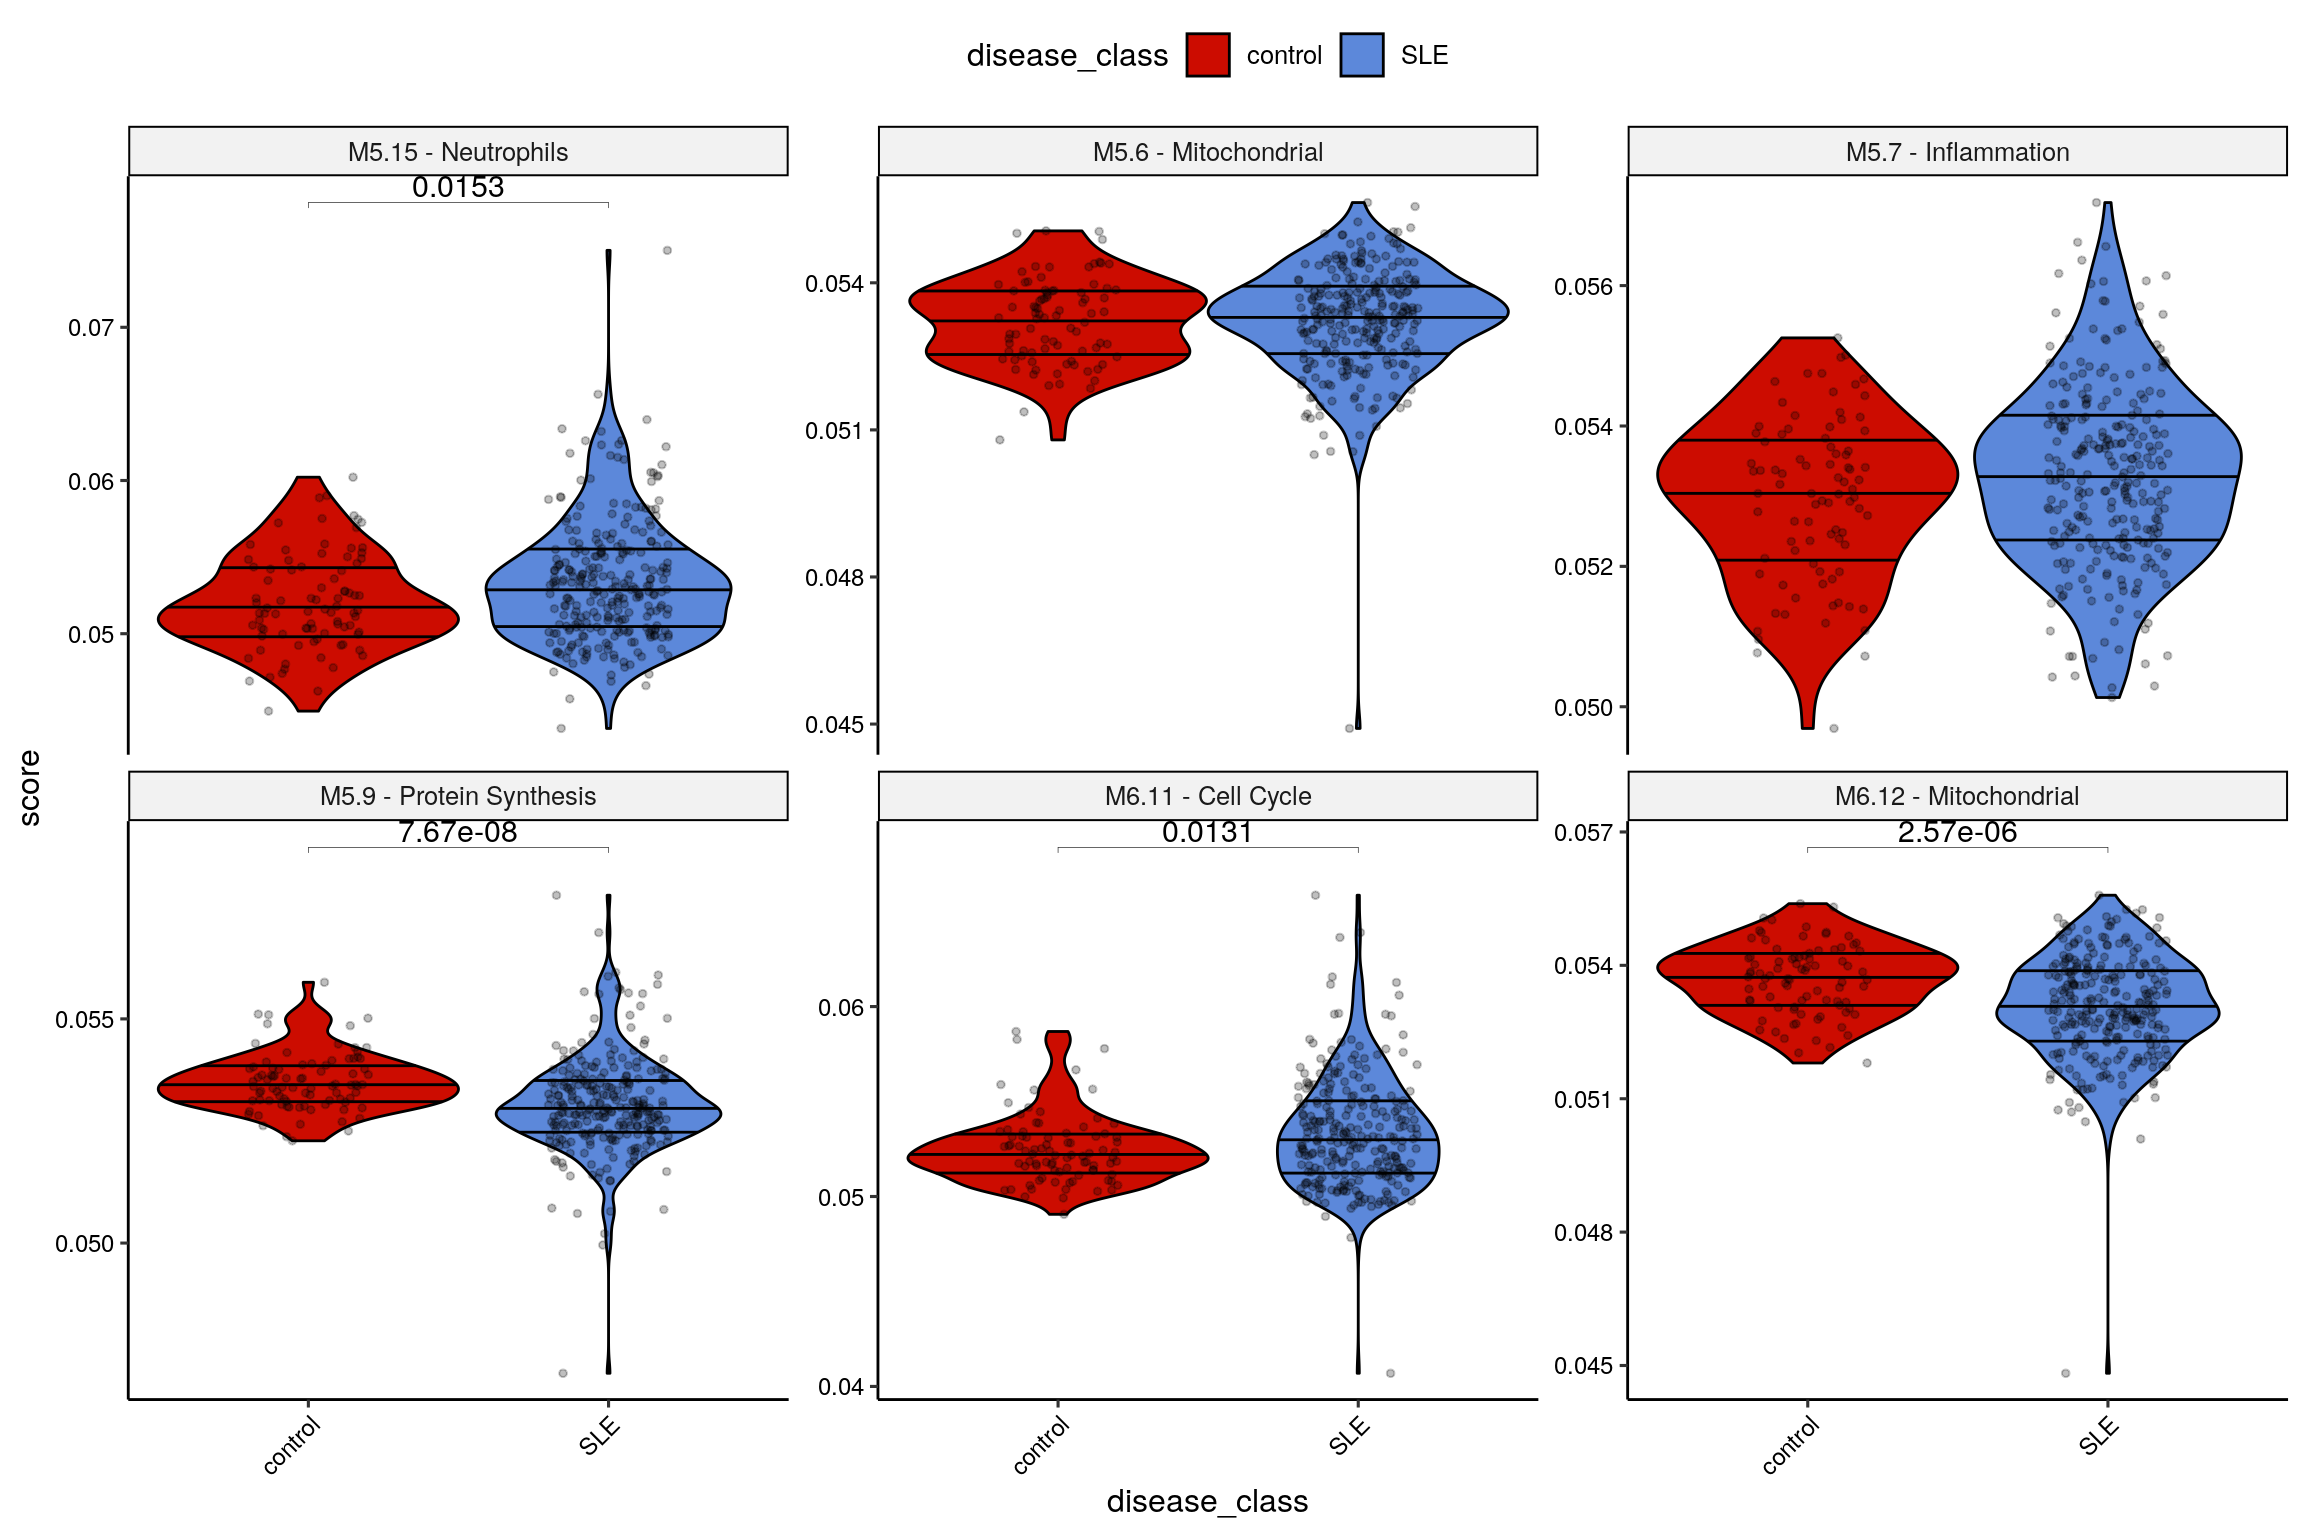 disease_class control SLE
M5.15 - Neutrophils
0.0153
0.07
0.06
0.05
M5.6 - Mitochondrial
0.054
0.051
0.048
0.045
M5.7 - Inflammation
0.056
0.054
0.052
0.050
score
M5.9 - Protein Synthesis
7.67e-08
0.055
0.050
control
SLE
M6.11 - Cell Cycle
0.0131
0.06
0.05
0.04
control
SLE
M6.12 - Mitochondrial
2.57e-06
0.057
0.054
0.051
0.048
0.045
control
SLE
disease_class